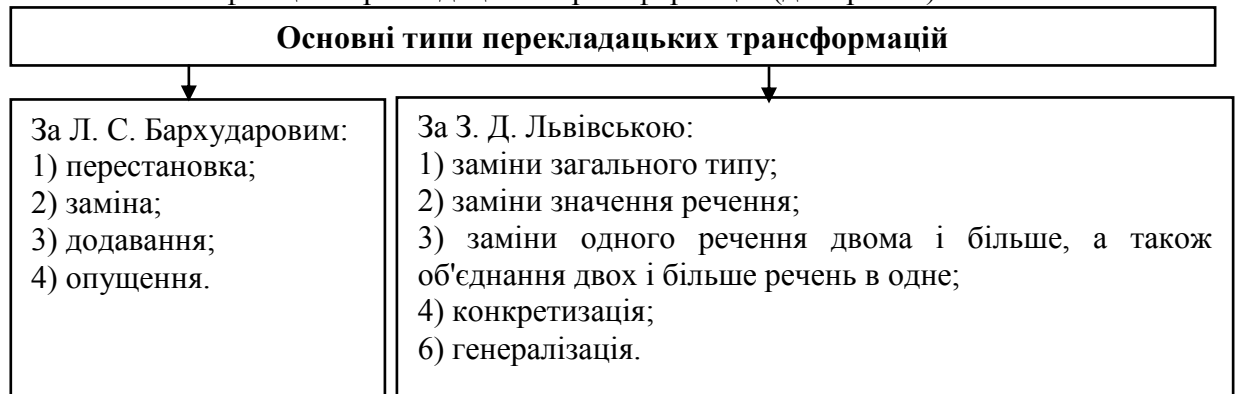 Основні типи перекладацьких трансформацій
За Л. С. Бархударовим:
1) перестановка;
2) заміна;
3) додавання;
4) опущення.
За З. Д. Львівською:
1) заміни загального типу;
2) заміни значення речення;
3) заміни одного речення двома і більше, а також
об'єднання двох і більше речень в одне;
4) конкретизація;
6) генералізація.